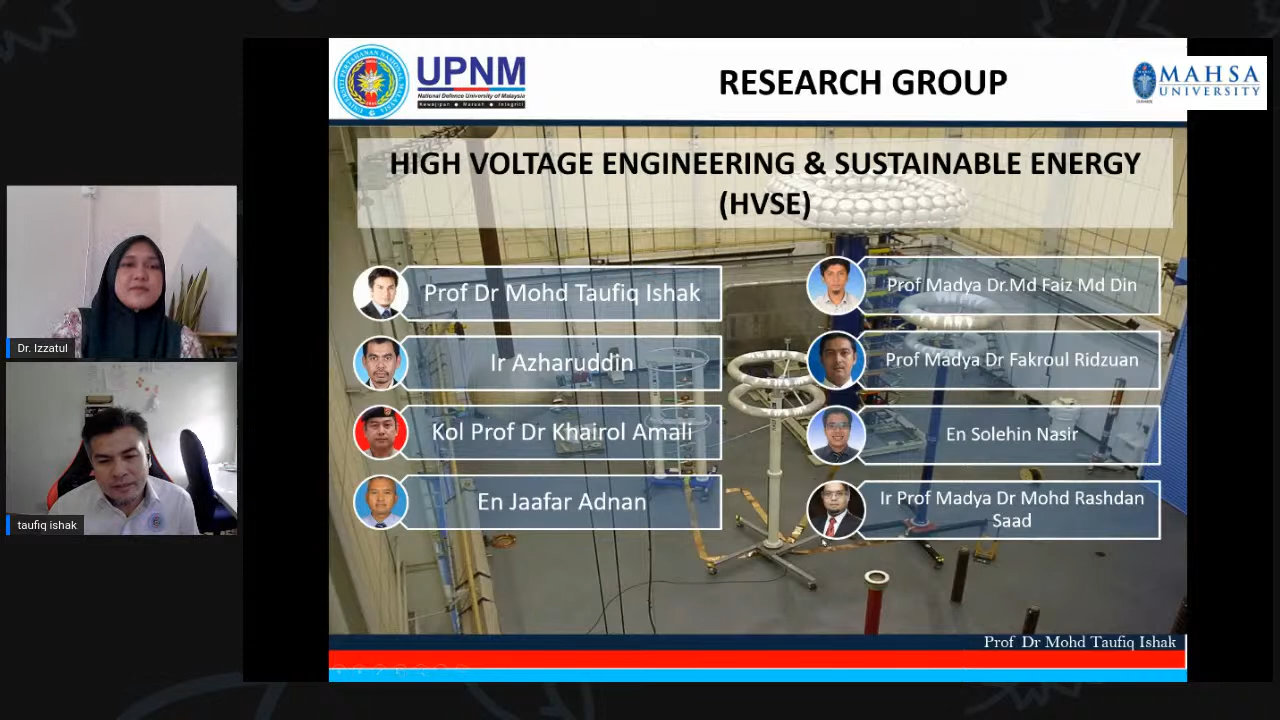 UPNM
National Defence University of Malaysia
Kewajipan ● Maruah ● Integriti
RESEARCH GROUP
MAHSA
UNIVERSITY
HIGH VOLTAGE ENGINEERING & SUSTAINABLE ENERGY
(HVSE)
Prof Dr Mohd Taufiq Ishak
Ir Azharuddin
Kol Prof Dr Khairol Amali
En Jaafar Adnan
Prof Madya Dr.Md Faiz Md Din
Prof Madya Dr Fakroul Ridzuan
En Solehin Nasir
Ir Prof Madya Dr Mohd Rashdan
Saad
Dr. Izzatul
taufiq ishak
Prof Dr Mohd Taufiq Ishak